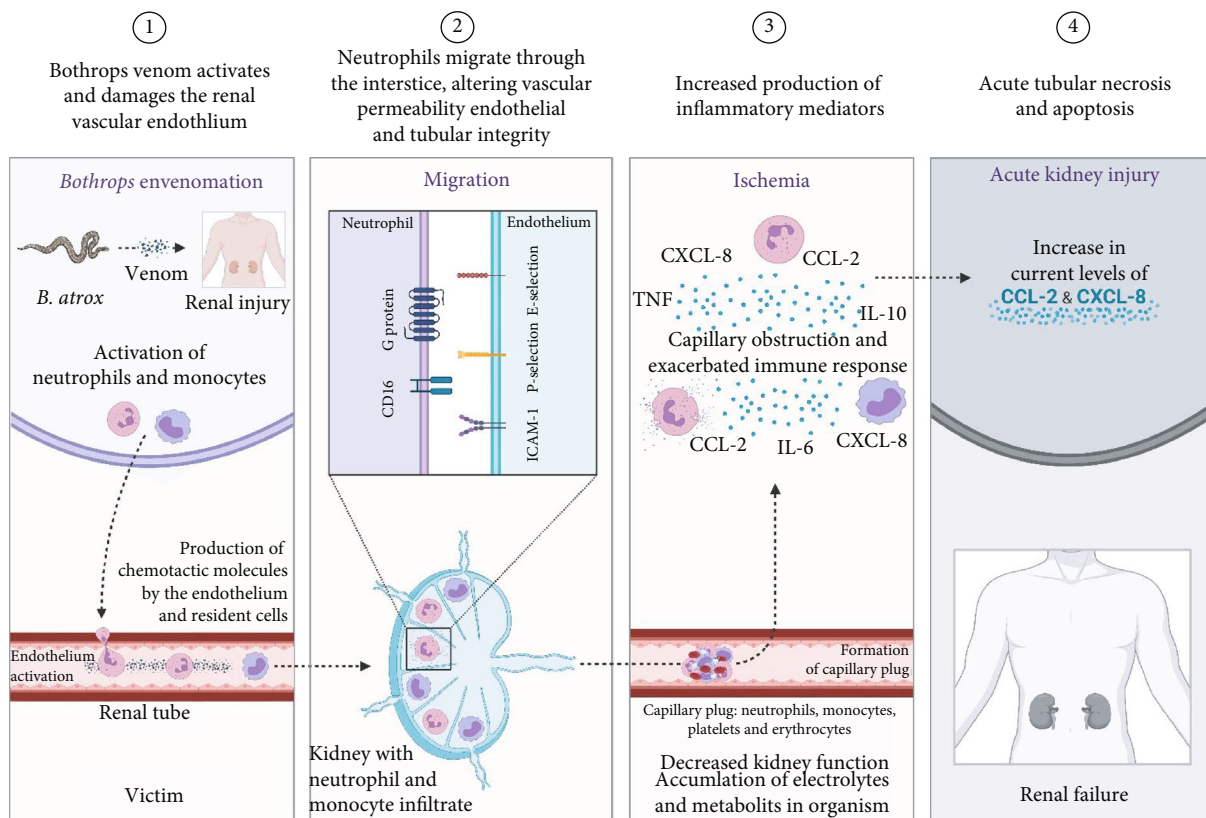 1
Bothrops venom activates
and damages the renal
vascular endothlium
Bothrops envenomation
B. atrox
Venom
Renal injury
Activation of
neutrophils and monocytes
Production of
chemotactic molecules
by the endothelium
and resident cells
Endothelium
activation
Renal tube
Victim
2
Neutrophils migrate through
the interstice, altering vascular
permeability endothelial
and tubular integrity
Migration
Neutrophil
Endothelium
G protein
CD16
E-selection
P-selection
ICAM-1
Kidney with
neutrophil and
monocyte infiltrate
3
Increased production of
inflammatory mediators
Ischemia
CXCL-8
CCL-2
TNF
IL-10
Capillary obstruction and
exacerbated immune response
CCL-2
IL-6
CXCL-8
Formation
of capillary plug
Capillary plug: neutrophils, monocytes,
platelets and erythrocytes
Decreased kidney function
Accumlation of electrolytes
and metabolits in organism
4
Acute tubular necrosis
and apoptosis
Acute kidney injury
Increase in
current levels of
CCL-2 & CXCL-8
Renal failure